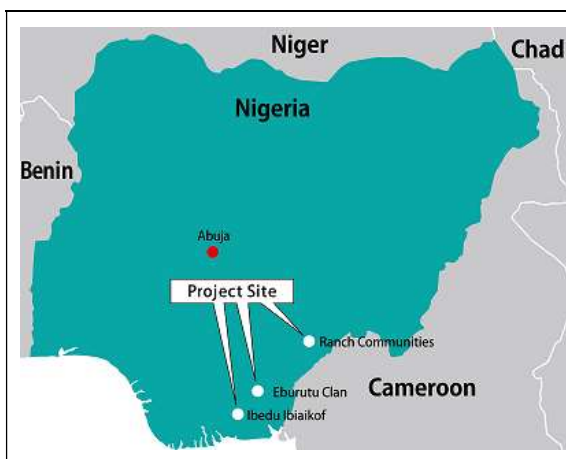 Niger
Chad
Nigeria
Benin
Abuja
Project Site
Ranch Communities
Cameroon
Eburutu Clan
Ibedu Ibiaikof